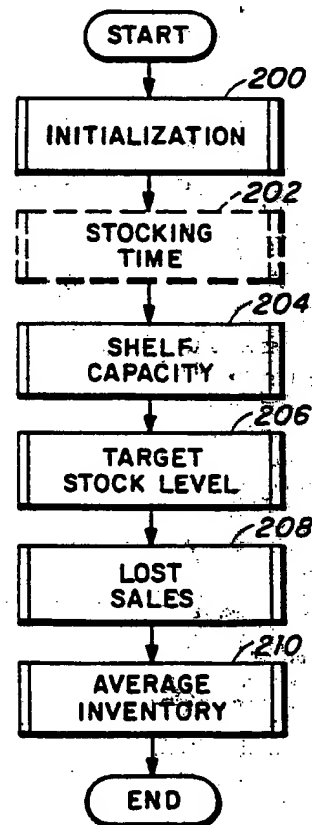 START
200
INITIALIZATION
202
STOCKING
TIME
204
SHELF
CAPACITY
206
TARGET
STOCK LEVEL
208
LOST
SALES
210
AVERAGE
INVENTORY
END